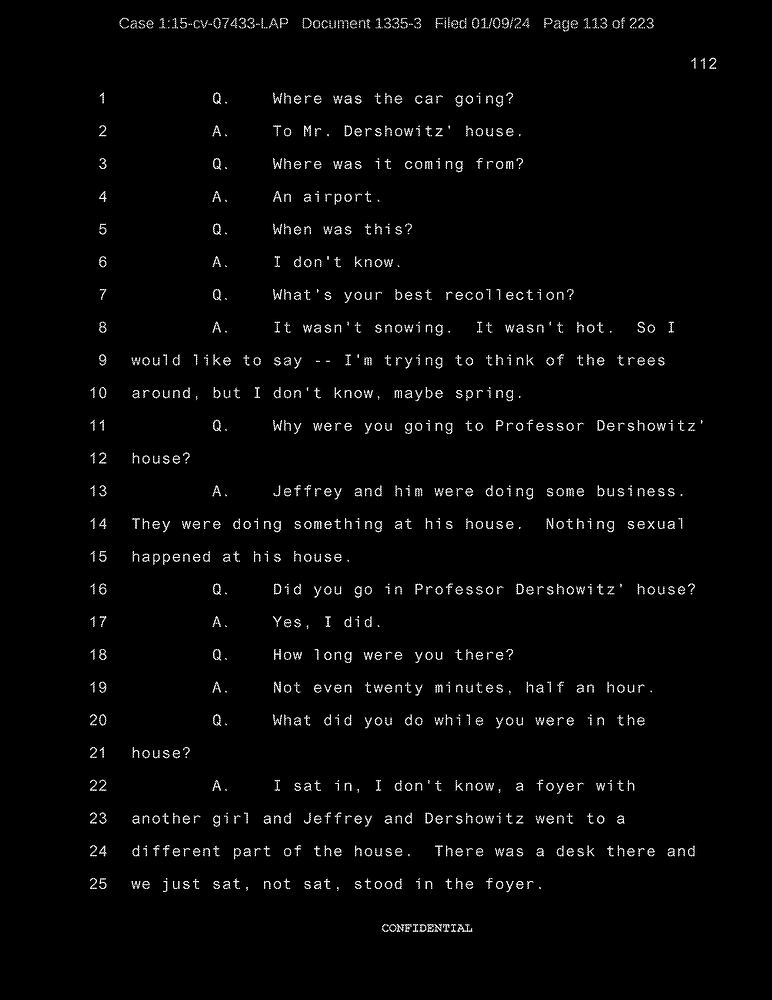 Case 1:15-cv-07433-LAP Document 1335-3 Filed 01/09/24 Page 113 of 223
112
1 Q. Where was the car going?
2 A. To Mr. Dershowitz' house.
3 Q. Where was it coming from?
4 A. An airport.
5 Q. When was this?
6 A. I don't know.
7 Q. What's your best recollection?
8 A. It wasn't snowing. It wasn't hot. So I
9 would like to say -- I'm trying to think of the trees
10 around, but I don't know, maybe spring.
11 Q. Why were you going to Professor Dershowitz'
12 house?
13 A. Jeffrey and him were doing some business.
14 They were doing something at his house. Nothing sexual
15 happened at his house.
16 Q. Did you go in Professor Dershowitz' house?
17 A. Yes, I did.
18 Q. How long were you there?
19 A. Not even twenty minutes, half an hour.
20 Q. What did you do while you were in the
21 house?
22 A. I sat in, I don't know, a foyer with
23 another girl and Jeffrey and Dershowitz went to a
24 different part of the house. There was a desk there and
25 we just sat, not sat, stood in the foyer.
CONFIDENTIAL